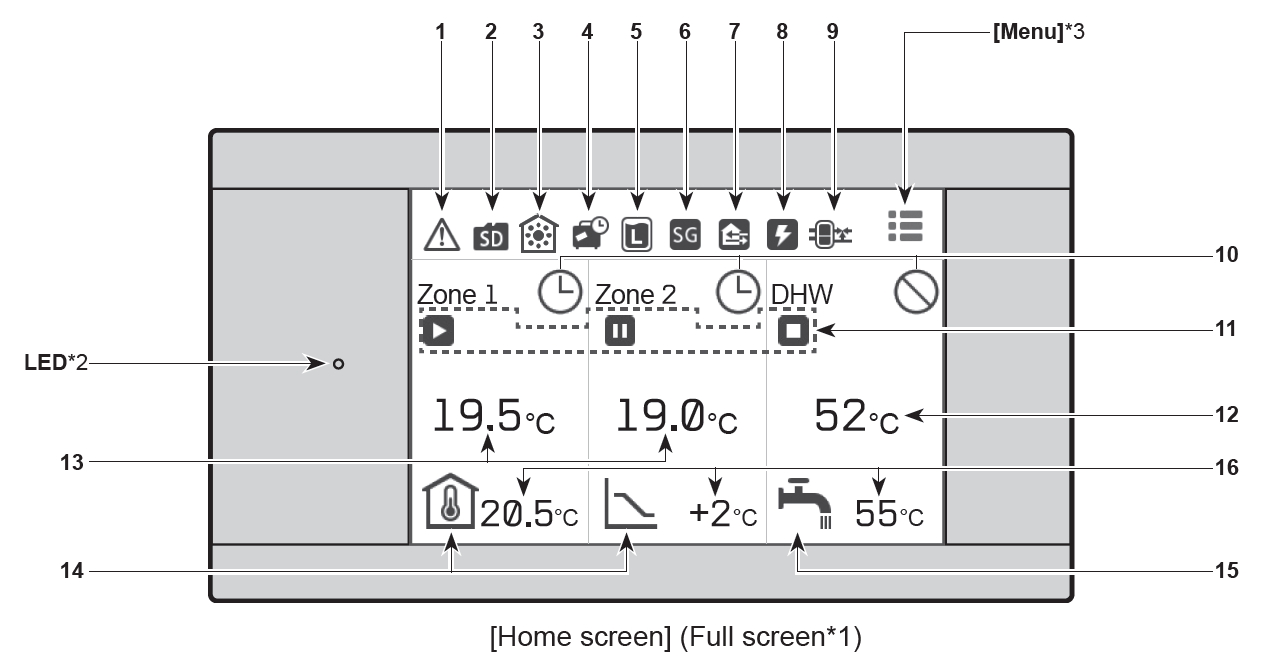 1 2 3 4 5 6 7 8 9 [Menu]*3
SD L SG
10
Zone 1 Zone 2 DHW
11
LED*2
19.5°C 19.0°C 52°C 12
13 16
20.5°C +2°C 55°C
14 15
[Home screen] (Full screen*1)